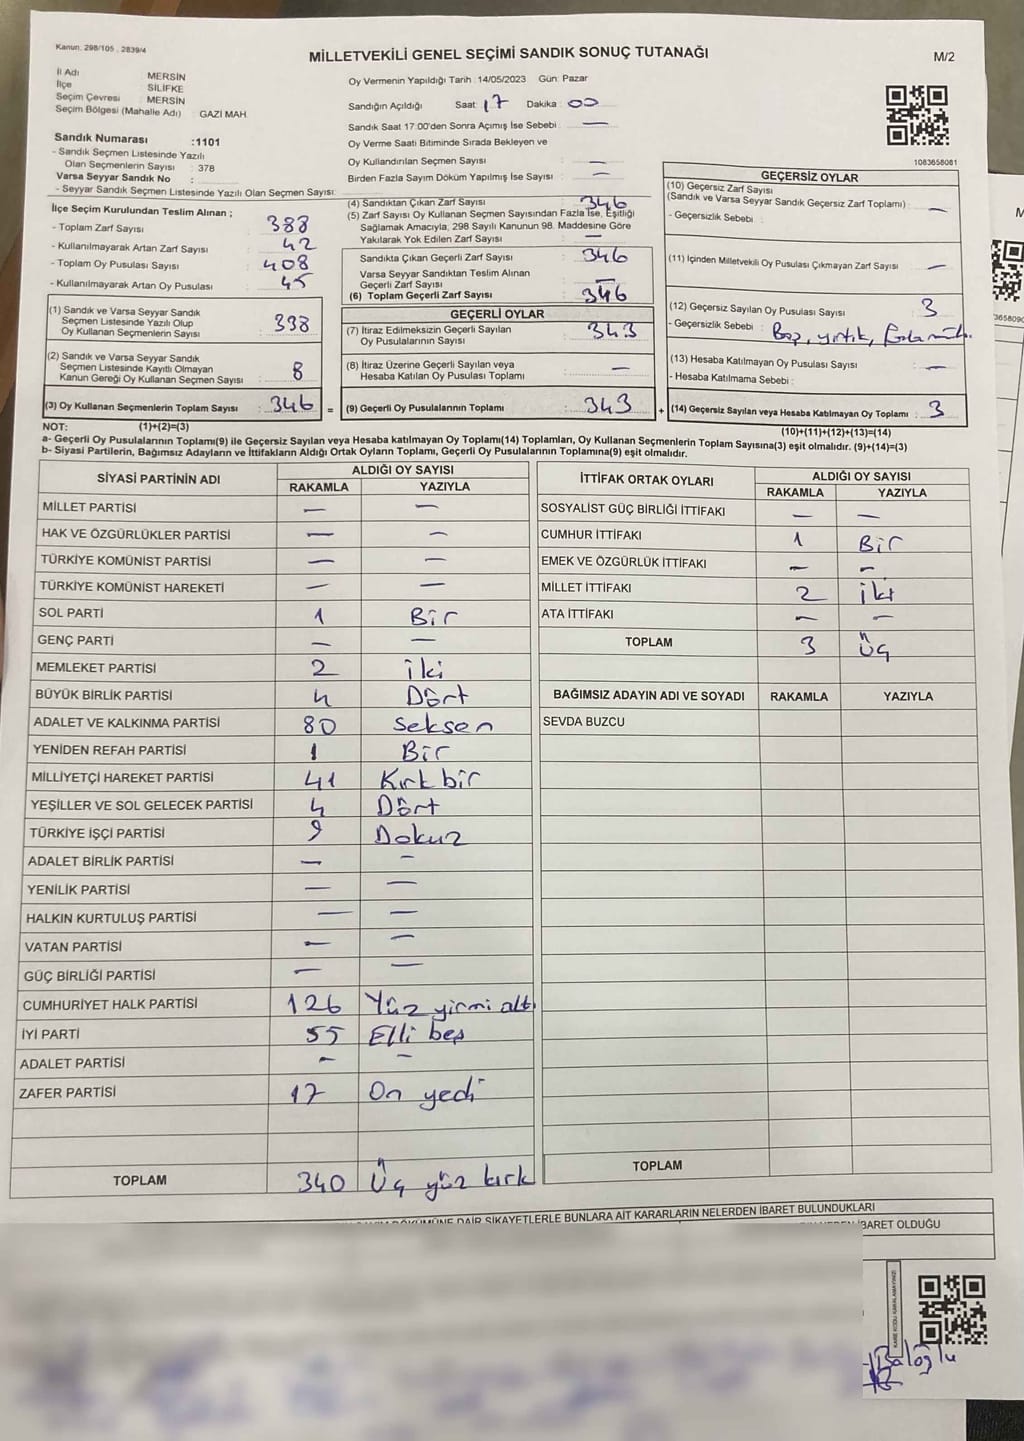 Kanun. 298/105 , 2839/4
MİLLETVEKİLİ GENEL SEÇİMİ SANDIK SONUÇ TUTANAĞI
M/2
İl Adı MERSİN
İlçe SİLİFKE
Seçim Çevresi : MERSİN
Seçim Bölgesi (Mahalle Adı) GAZİ MAH.
Sandık Numarası :1101
- Sandık Seçmen Listesinde Yazılı
Olan Seçmenlerin Sayısı : 378
Varsa Seyyar Sandık No :
- Seyyar Sandık Seçmen Listesinde Yazılı Olan Seçmen Sayısı:
Oy Vermenin Yapıldığı Tarih : 14/05/2023 Gün: Pazar
Sandığın Açıldığı Saat: 17 Dakika : 00
Sandık Saat 17:00'den Sonra Açımış İse Sebebi : —
Oy Verme Saati Bitiminde Sırada Bekleyen ve
Oy Kullandırılan Seçmen Sayısı : —
Birden Fazla Sayım Döküm Yapılmış İse Sayısı : —
1083658081
İlçe Seçim Kurulundan Teslim Alınan ;
- Toplam Zarf Sayısı : 388
- Kullanılmayarak Artan Zarf Sayısı : 42
- Toplam Oy Pusulası Sayısı : 408
- Kullanılmayarak Artan Oy Pusulası : 45
(1) Sandık ve Varsa Seyyar Sandık
Seçmen Listesinde Yazılı Olup
Oy Kullanan Seçmenlerin Sayısı : 338
(2) Sandık ve Varsa Seyyar Sandık
Seçmen Listesinde Kayıtlı Olmayan
Kanun Gereği Oy Kullanan Seçmen Sayısı : 8
(3) Oy Kullanan Seçmenlerin Toplam Sayısı : 346 =
(4) Sandıktan Çıkan Zarf Sayısı : 346
(5) Zarf Sayısı Oy Kullanan Seçmen Sayısından Fazla İse, Eşitliği
Sağlamak Amacıyla, 298 Sayılı Kanunun 98. Maddesine Göre
Yakılarak Yok Edilen Zarf Sayısı : —
Sandıkta Çıkan Geçerli Zarf Sayısı : 346
Varsa Seyyar Sandıktan Teslim Alınan
Geçerli Zarf Sayısı : —
(6) Toplam Geçerli Zarf Sayısı : 346
GEÇERLİ OYLAR
(7) İtiraz Edilmeksizin Geçerli Sayılan
Oy Pusulalarının Sayısı : 343
(8) İtiraz Üzerine Geçerli Sayılan veya
Hesaba Katılan Oy Pusulası Toplamı : —
(9) Geçerli Oy Pusulalarının Toplamı : 343 +
GEÇERSİZ OYLAR
(10) Geçersiz Zarf Sayısı
(Sandık ve Varsa Seyyar Sandık Geçersiz Zarf Toplamı) : —
- Geçersizlik Sebebi :
(11) İçinden Milletvekili Oy Pusulası Çıkmayan Zarf Sayısı : —
(12) Geçersiz Sayılan Oy Pusulası Sayısı : 3
- Geçersizlik Sebebi : Boş, yırtık,
(13) Hesaba Katılmayan Oy Pusulası Sayısı : —
- Hesaba Katılmama Sebebi :
(14) Geçersiz Sayılan veya Hesaba Katılmayan Oy Toplamı : 3
NOT: (1)+(2)=(3)
(10)+(11)+(12)+(13)=(14)
a- Geçerli Oy Pusulalarının Toplamı(9) ile Geçersiz Sayılan veya Hesaba katılmayan Oy Toplamı(14) Toplamları, Oy Kullanan Seçmenlerin Toplam Sayısına(3) eşit olmalıdır. (9)+(14)=(3)
b- Siyasi Partilerin, Bağımsız Adayların ve İttifakların Aldığı Ortak Oyların Toplamı, Geçerli Oy Pusulalarının Toplamına(9) eşit olmalıdır.
SİYASİ PARTİNİN ADI ALDIĞI OY SAYISI
RAKAMLA YAZIYLA
MİLLET PARTİSİ — —
HAK VE ÖZGÜRLÜKLER PARTİSİ — —
TÜRKİYE KOMÜNİST PARTİSİ — —
TÜRKİYE KOMÜNİST HAREKETİ — —
SOL PARTİ 1 Bir
GENÇ PARTİ — —
MEMLEKET PARTİSİ 2 iki
BÜYÜK BİRLİK PARTİSİ 4 Dört
ADALET VE KALKINMA PARTİSİ 80 Seksen
YENİDEN REFAH PARTİSİ 1 Bir
MİLLİYETÇİ HAREKET PARTİSİ 41 Kırk bir
YEŞİLLER VE SOL GELECEK PARTİSİ 4 Dört
TÜRKİYE İŞÇİ PARTİSİ 9 Dokuz
ADALET BİRLİK PARTİSİ — —
YENİLİK PARTİSİ — —
HALKIN KURTULUŞ PARTİSİ — —
VATAN PARTİSİ — —
GÜÇ BİRLİĞİ PARTİSİ — —
CUMHURİYET HALK PARTİSİ 126 Yüz yirmi altı
İYİ PARTİ 55 Elli beş
ADALET PARTİSİ — —
ZAFER PARTİSİ 17 On yedi
TOPLAM 340 Üç yüz kırk
İTTİFAK ORTAK OYLARI ALDIĞI OY SAYISI
RAKAMLA YAZIYLA
SOSYALİST GÜÇ BİRLİĞİ İTTİFAKI — —
CUMHUR İTTİFAKI 1 Bir
EMEK VE ÖZGÜRLÜK İTTİFAKI — —
MİLLET İTTİFAKI 2 iki
ATA İTTİFAKI — —
TOPLAM 3 Üç
BAĞIMSIZ ADAYIN ADI VE SOYADI RAKAMLA YAZIYLA
SEVDA BUZCU
TOPLAM
DAİR ŞİKAYETLERLE BUNLARA AİT KARARLARIN NELERDEN İBARET BULUNDUKLARI
İBARET OLDUĞU
KARE KODU KARALAMAYINIZ!
Baloğlu